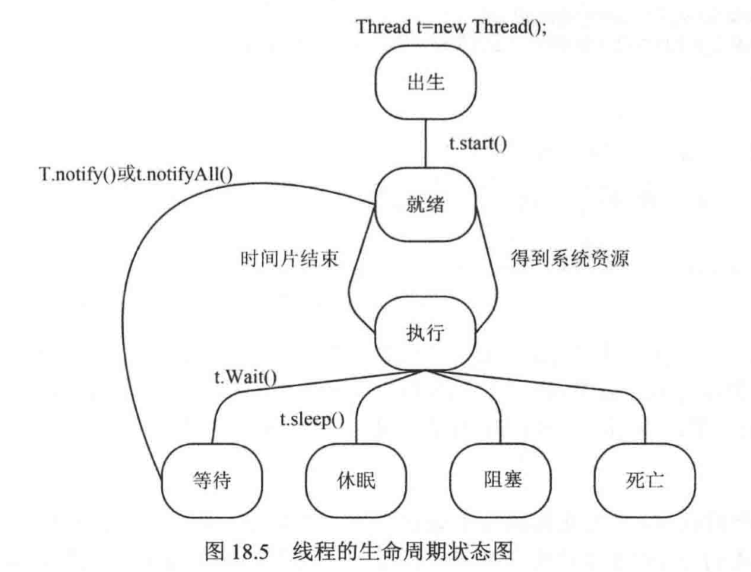 Thread t=new Thread();
出生
t.start()
T.notify()或t.notifyAll()
就绪
时间片结束
得到系统资源
执行
t.Wait()
t.sleep()
等待
休眠
阻塞
死亡
图 18.5 线程的生命周期状态图